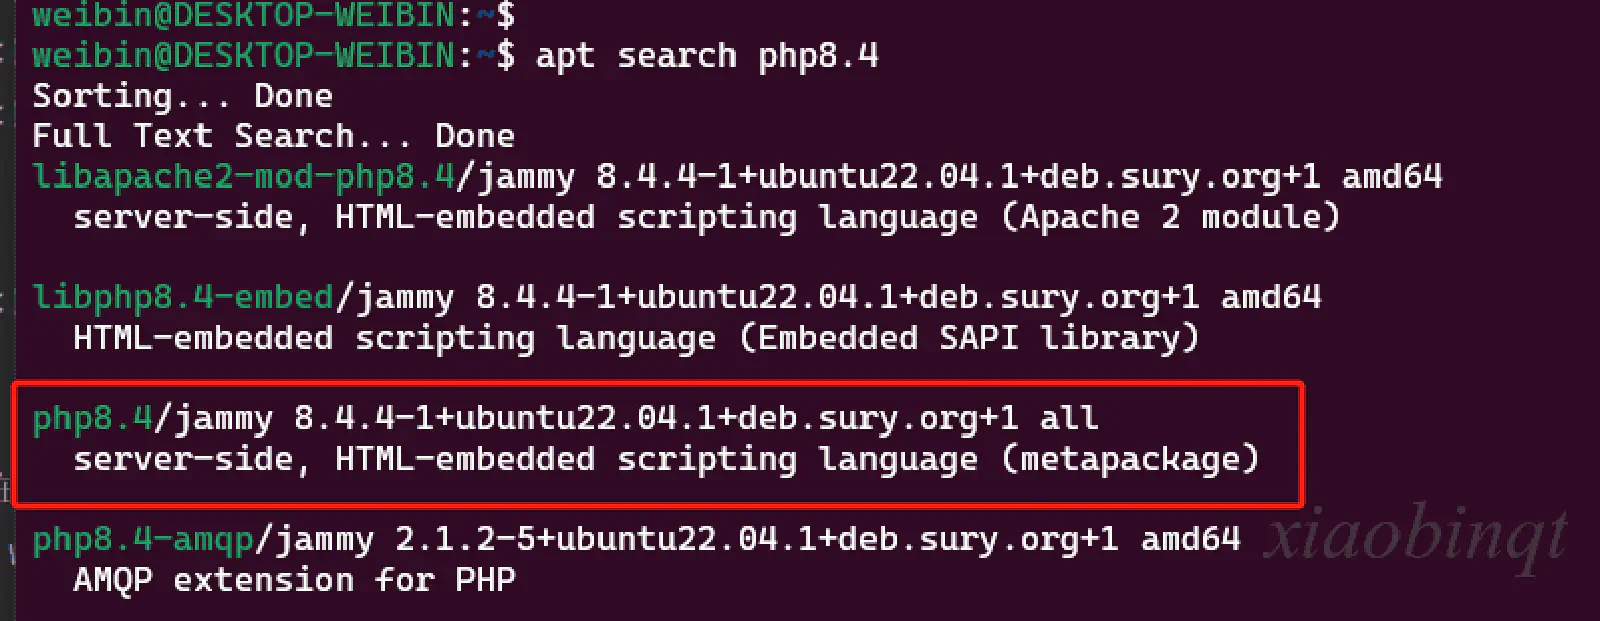 weibin@DESKTOP-WEIBIN:~$
weibin@DESKTOP-WEIBIN:~$ apt search php8.4
Sorting... Done
Full Text Search... Done
libapache2-mod-php8.4/jammy 8.4.4-1+ubuntu22.04.1+deb.sury.org+1 amd64
  server-side, HTML-embedded scripting language (Apache 2 module)
libphp8.4-embed/jammy 8.4.4-1+ubuntu22.04.1+deb.sury.org+1 amd64
  HTML-embedded scripting language (Embedded SAPI library)
php8.4/jammy 8.4.4-1+ubuntu22.04.1+deb.sury.org+1 all
  server-side, HTML-embedded scripting language (metapackage)
php8.4-amqp/jammy 2.1.2-5+ubuntu22.04.1+deb.sury.org+1 amd64
  AMQP extension for PHP
xiaobinqt